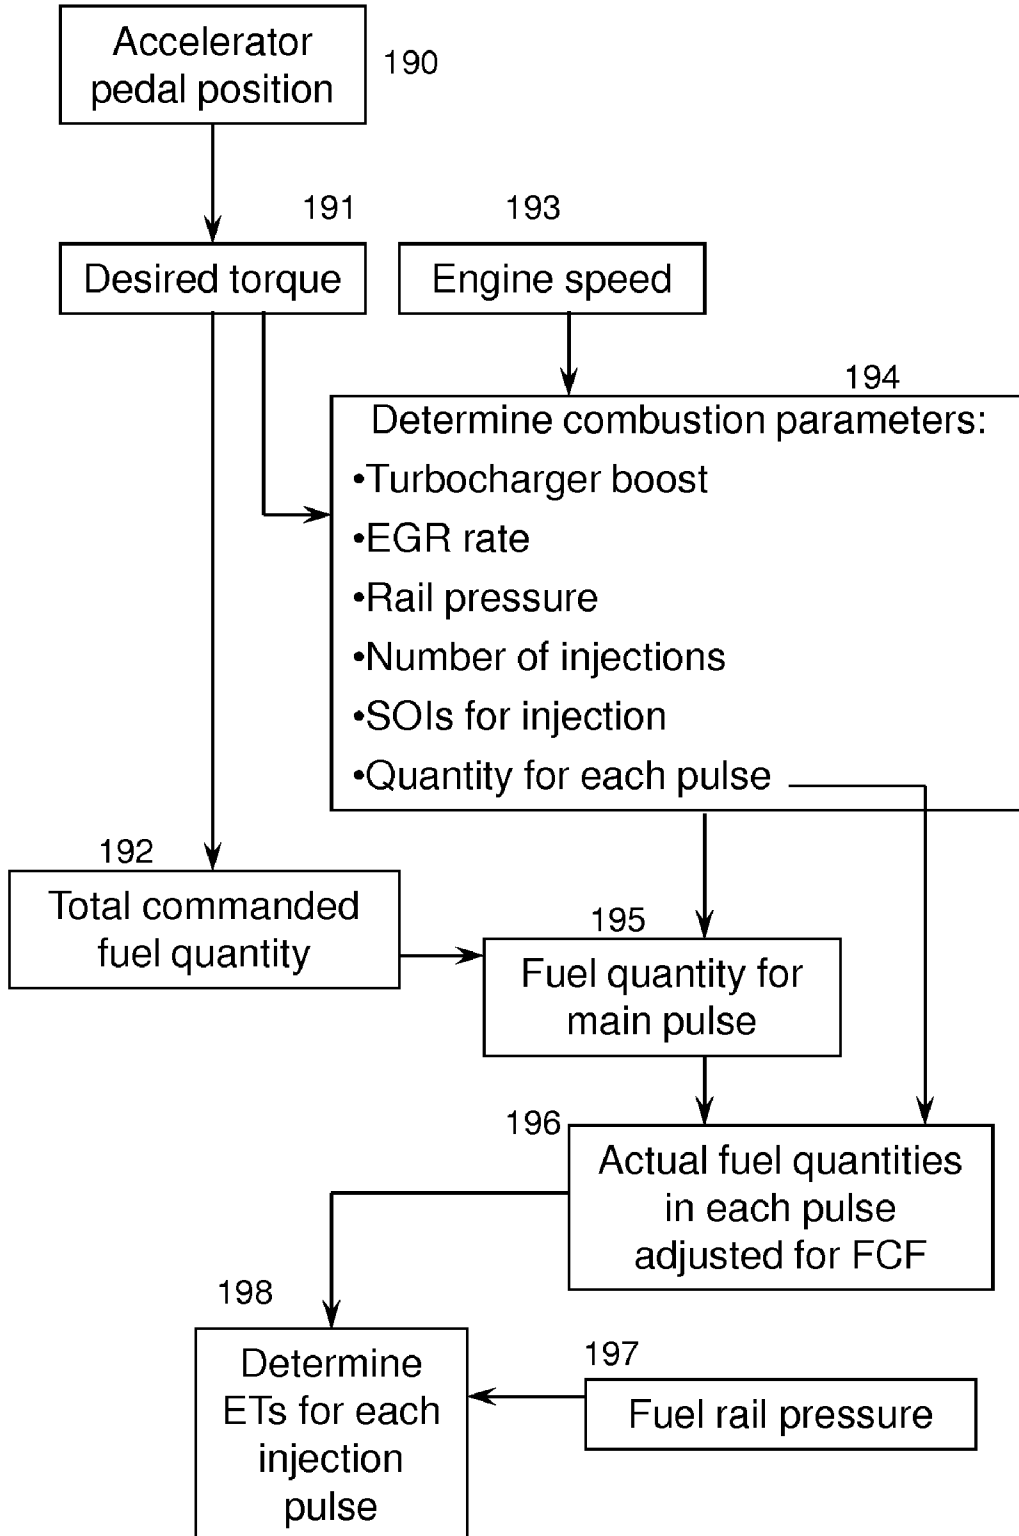 Accelerator
pedal position
190
191
193
Desired torque
Engine speed
194
Determine combustion parameters:
•Turbocharger boost
•EGR rate
•Rail pressure
•Number of injections
•SOIs for injection
•Quantity for each pulse
192
Total commanded
fuel quantity
195
Fuel quantity for
main pulse
196
Actual fuel quantities
in each pulse
adjusted for FCF
198
Determine
ETs for each
injection
pulse
197
Fuel rail pressure